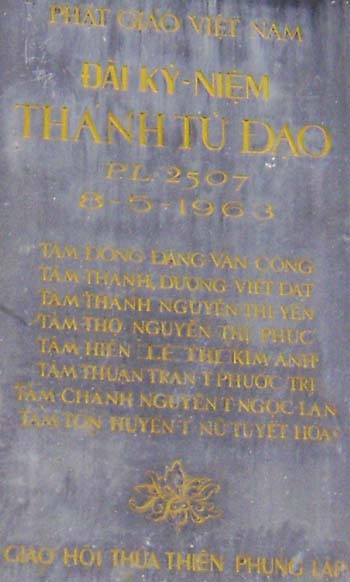 PHẬT GIÁO VIỆT NAM
ĐÀI KỶ-NIỆM
THÁNH TỬ ĐẠO
P.L. 2507
8-5-1963
TÂM ĐỒNG ĐẶNG VĂN CÔNG
TÂM THÀNH, DƯƠNG VIẾT ĐẠT
TÂM THÀNH NGUYỄN THỊ YẾN
TÂM THỌ NGUYỄN THỊ PHÚC
TÂM HIỂN LÊ THỊ KIM ANH
TÂM THUẬN TRẦN T PHƯỚC TRỊ
TÂM CHÁNH NGUYỄN T NGỌC LAN
TÂM TÔN HUYỀN T NỮ TUYẾT HOA
GIÁO HỘI THỪA THIÊN PHỤNG LẬP